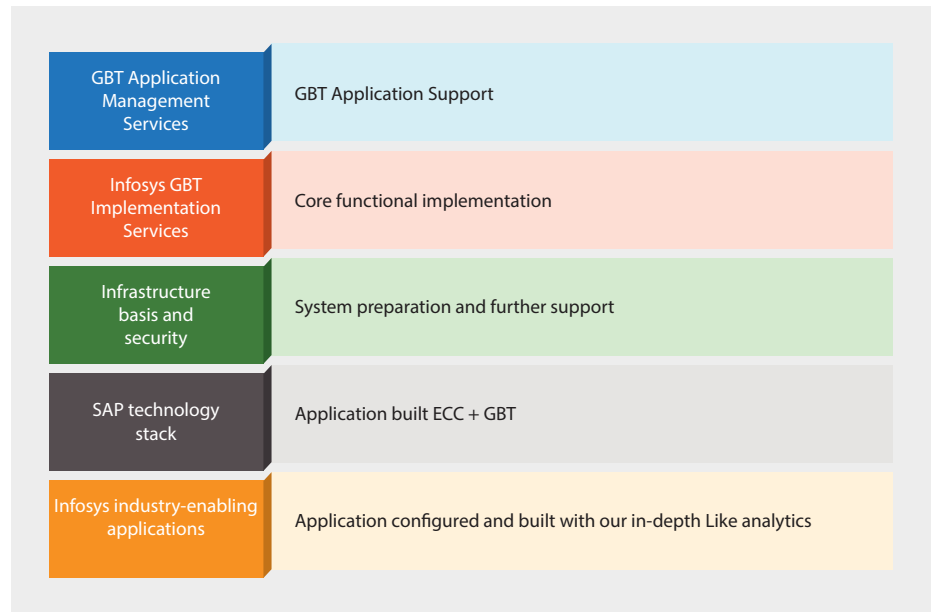 GBT Application
Management
Services
GBT Application Support
Infosys GBT
Implementation
Services
Core functional implementation
Infrastructure
basis and
security
System preparation and further support
SAP technology
stack
Application built ECC + GBT
Infosys industry-enabling
applications
Application configured and built with our in-depth Like analytics